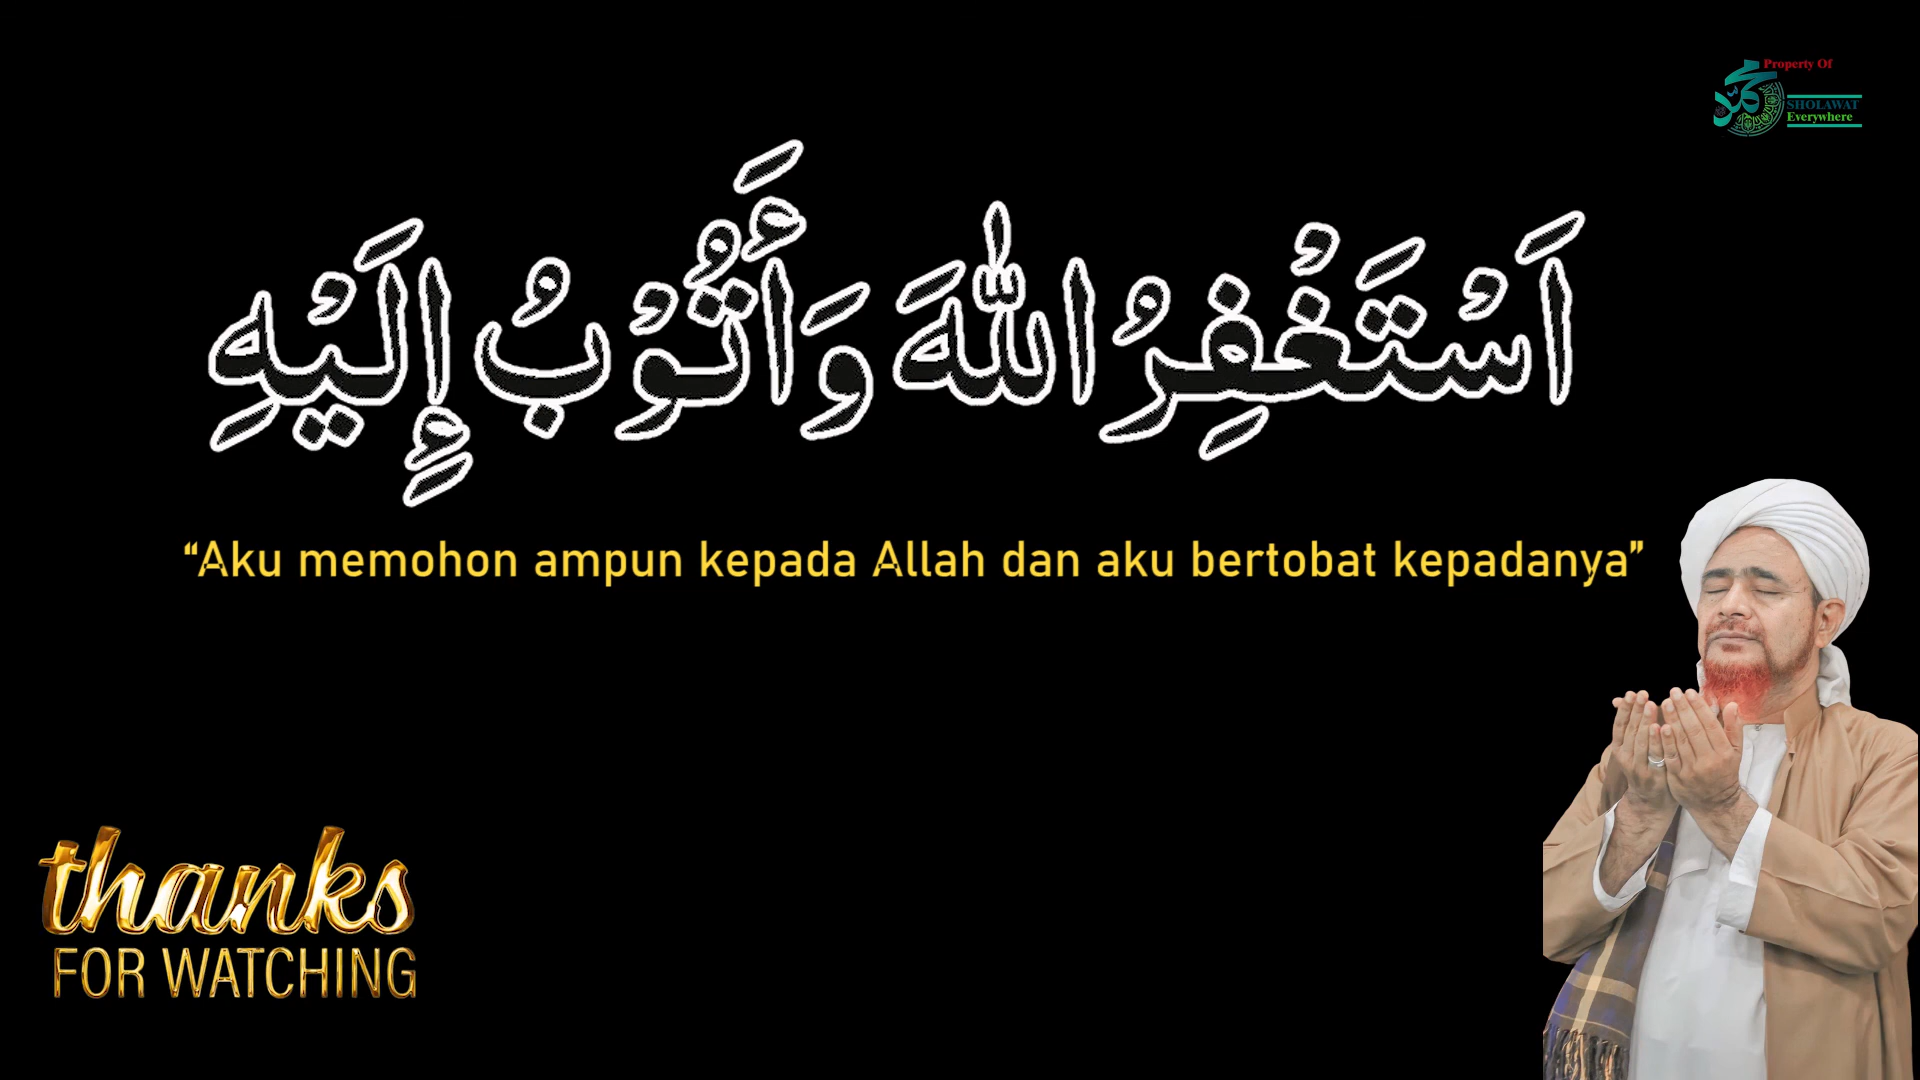 Property Of
SHOLAWAT
Everywhere
اَسْتَغْفِرُ اللهَ وَأَتُوْبُ إِلَيْهِ
“Aku memohon ampun kepada Allah dan aku bertobat kepadanya”
thanks
FOR WATCHING